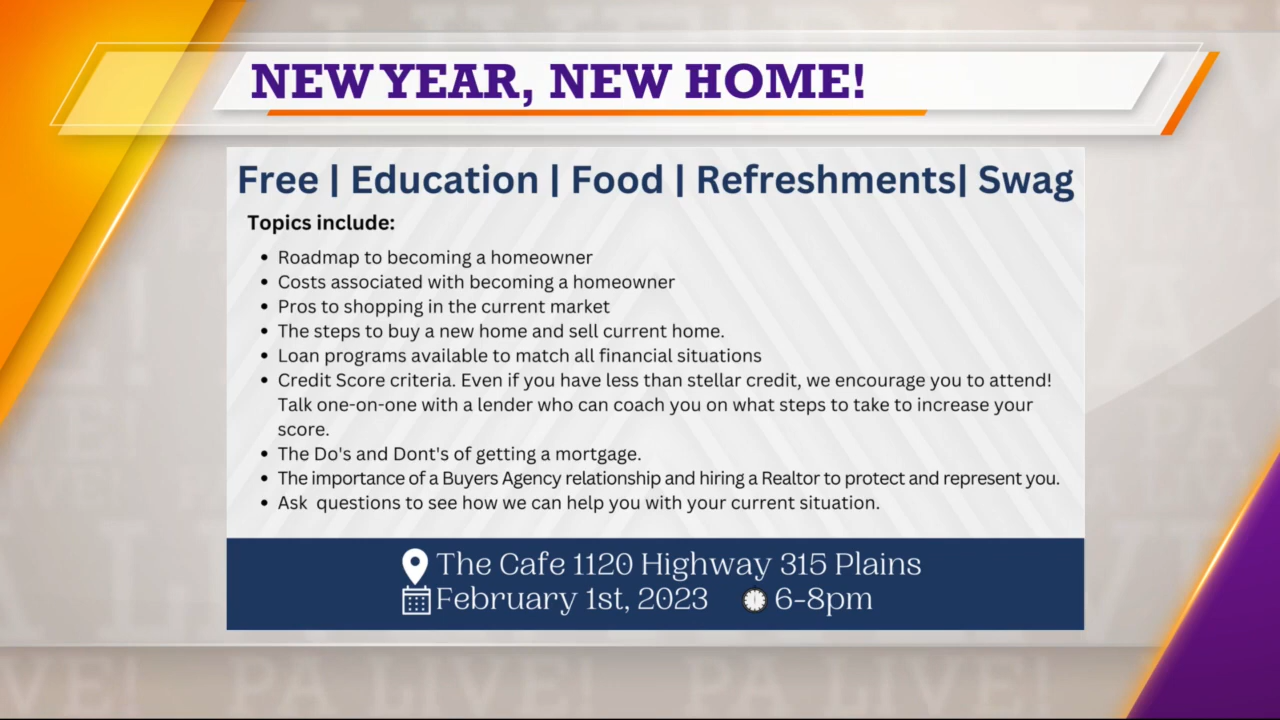 NEW YEAR, NEW HOME!
Free | Education | Food | Refreshments| Swag
Topics include:
• Roadmap to becoming a homeowner
• Costs associated with becoming a homeowner
• Pros to shopping in the current market
• The steps to buy a new home and sell current home.
• Loan programs available to match all financial situations
• Credit Score criteria. Even if you have less than stellar credit, we encourage you to attend!
Talk one-on-one with a lender who can coach you on what steps to take to increase your
score.
• The Do's and Dont's of getting a mortgage.
• The importance of a Buyers Agency relationship and hiring a Realtor to protect and represent you.
• Ask  questions to see how we can help you with your current situation.
The Cafe 1120 Highway 315 Plains
February 1st, 2023 6-8pm
VE! PA LIVE! PA LIVE!